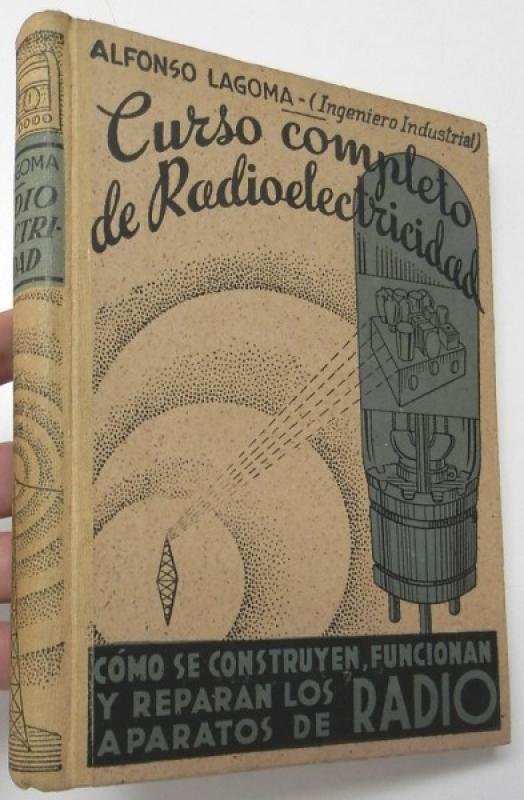 ALFONSO LAGOMA-(Ingeniero Industrial)
Curso completo
de Radioelectricidad
CÓMO SE CONSTRUYEN, FUNCIONAN
Y REPARAN LOS
APARATOS DE RADIO
GOMA
DIO
CTRI-
DAD